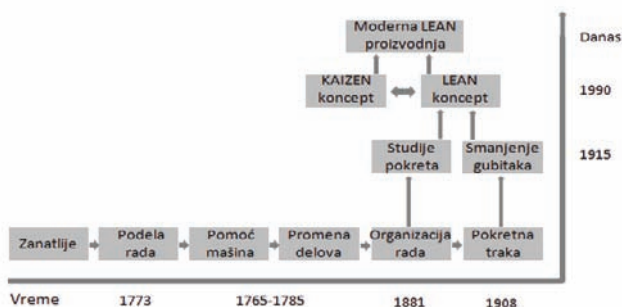 Moderna LEAN
proizvodnja
Danas
KAIZEN
koncept
LEAN
koncept
1990
Studije
pokreta
Smanjenje
gubitaka
1915
Zanatlije
Podela
rada
Pomoć
mašina
Promena
delova
Organizacija
rada
Pokretna
traka
Vreme
1773
1765-1785
1881
1908